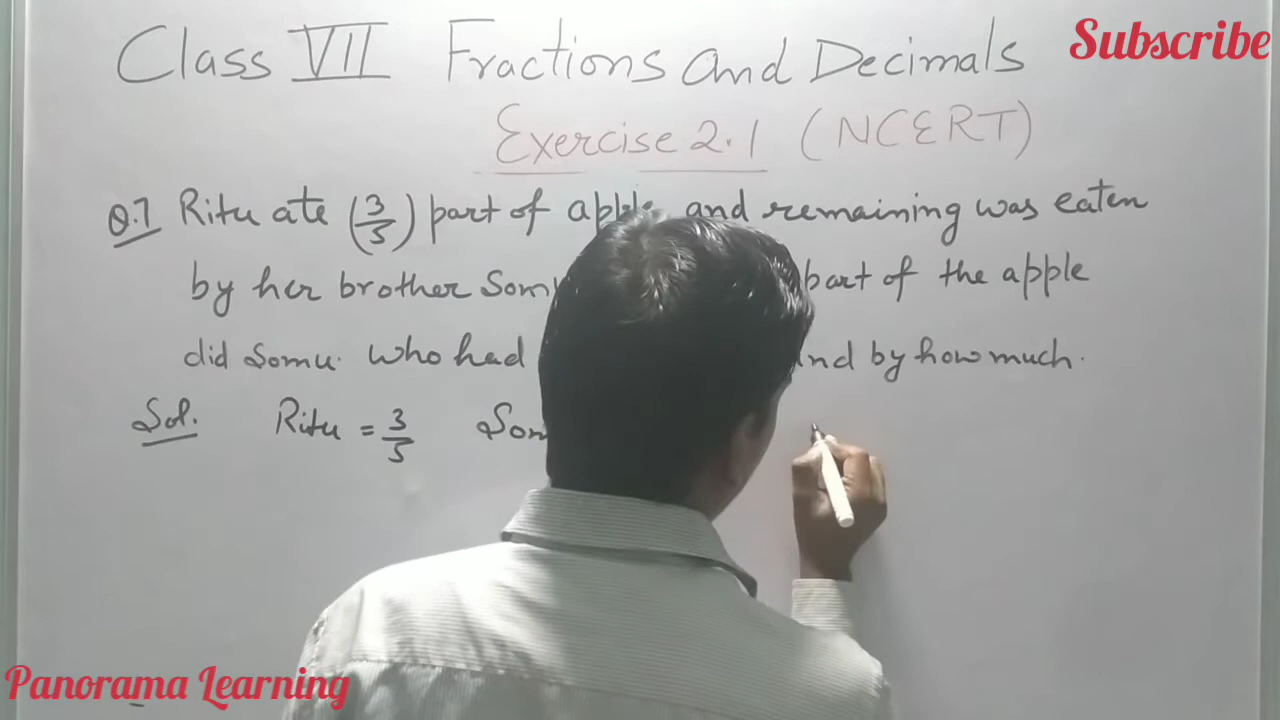 Class VII Fractions and Decimals
Subscribe
Exercise 2.1 (NCERT)
Q.7 Ritu ate (3/5) part of apple and remaining was eaten
by her brother Somu part of the apple
did Somu. who had and by how much.
Sol. Ritu = 3/5 Som
Panorama Learning